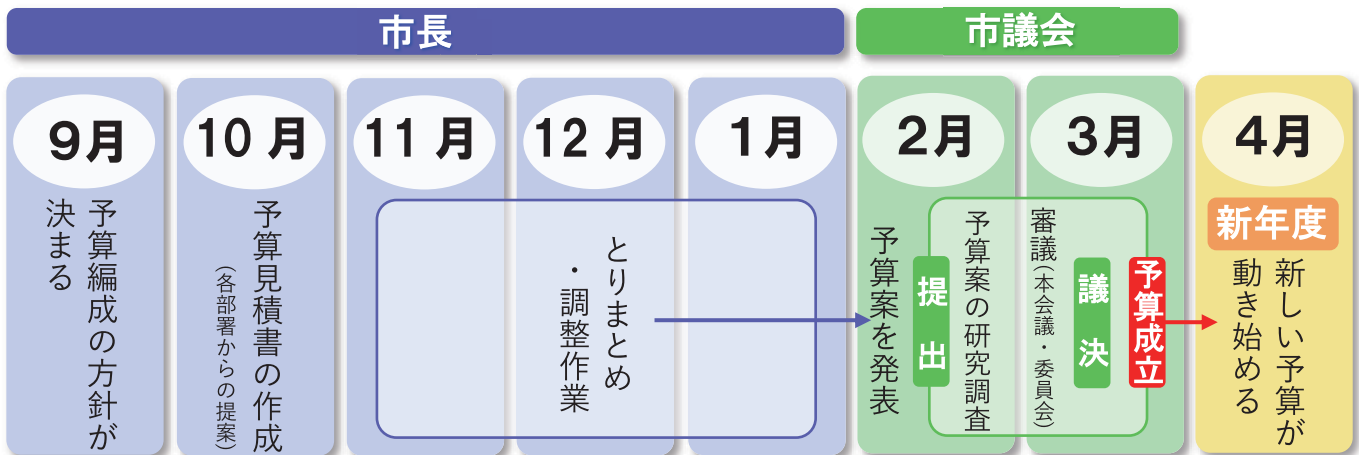 市長
市議会
9月
予算編成の方針が
決まる
10月
予算見積書の作成
(各部署からの提案)
11月
12月
1月
とりまとめ
・調整作業
2月
予算案を発表
提出
予算案の研究調査
3月
審議(本会議・委員会)
議決
予算成立
4月
新年度
新しい予算が
動き始める